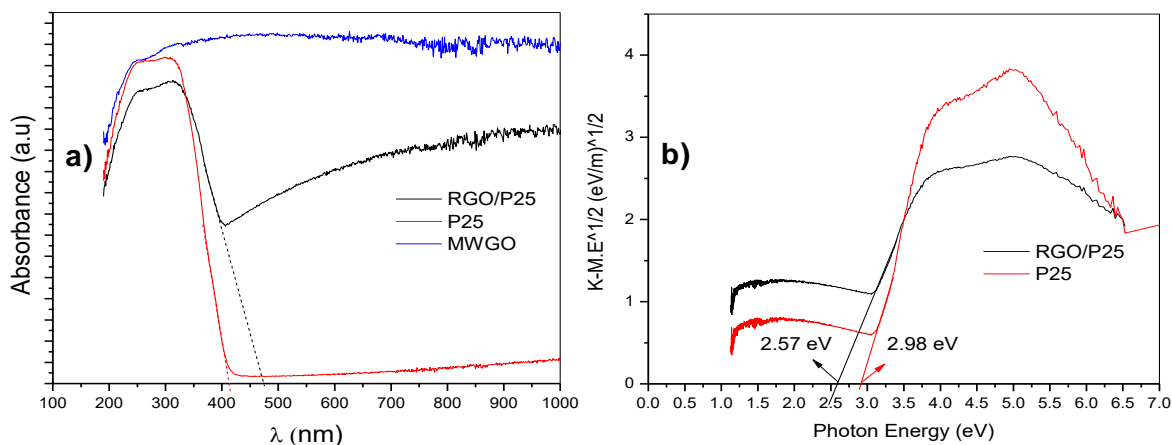 Absorbance (a.u)
a)
RGO/P25
P25
MWGO
100 200 300 400 500 600 700 800 900 1000
λ (nm)
K-M.E^1/2 (eV/m)^1/2
4
3
2
1
0
b)
RGO/P25
P25
2.57 eV
2.98 eV
0.0 0.5 1.0 1.5 2.0 2.5 3.0 3.5 4.0 4.5 5.0 5.5 6.0 6.5 7.0
Photon Energy (eV)